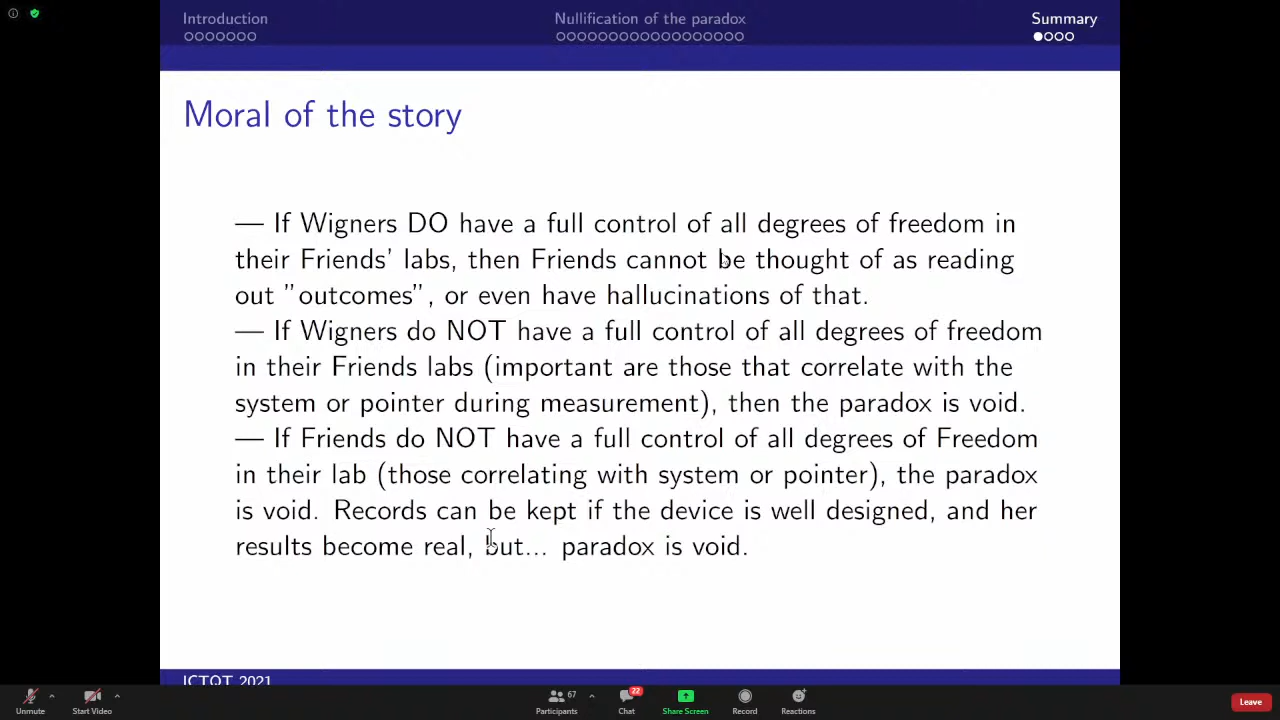 Introduction
Nullification of the paradox
Summary
Moral of the story
— If Wigners DO have a full control of all degrees of freedom in
their Friends' labs, then Friends cannot be thought of as reading
out "outcomes", or even have hallucinations of that.
— If Wigners do NOT have a full control of all degrees of freedom
in their Friends labs (important are those that correlate with the
system or pointer during measurement), then the paradox is void.
— If Friends do NOT have a full control of all degrees of Freedom
in their lab (those correlating with system or pointer), the paradox
is void. Records can be kept if the device is well designed, and her
results become real, but... paradox is void.
ICTQT 2021
Unmute
Start Video
67
Participants
22
Chat
Share Screen
Record
Reactions
Leave